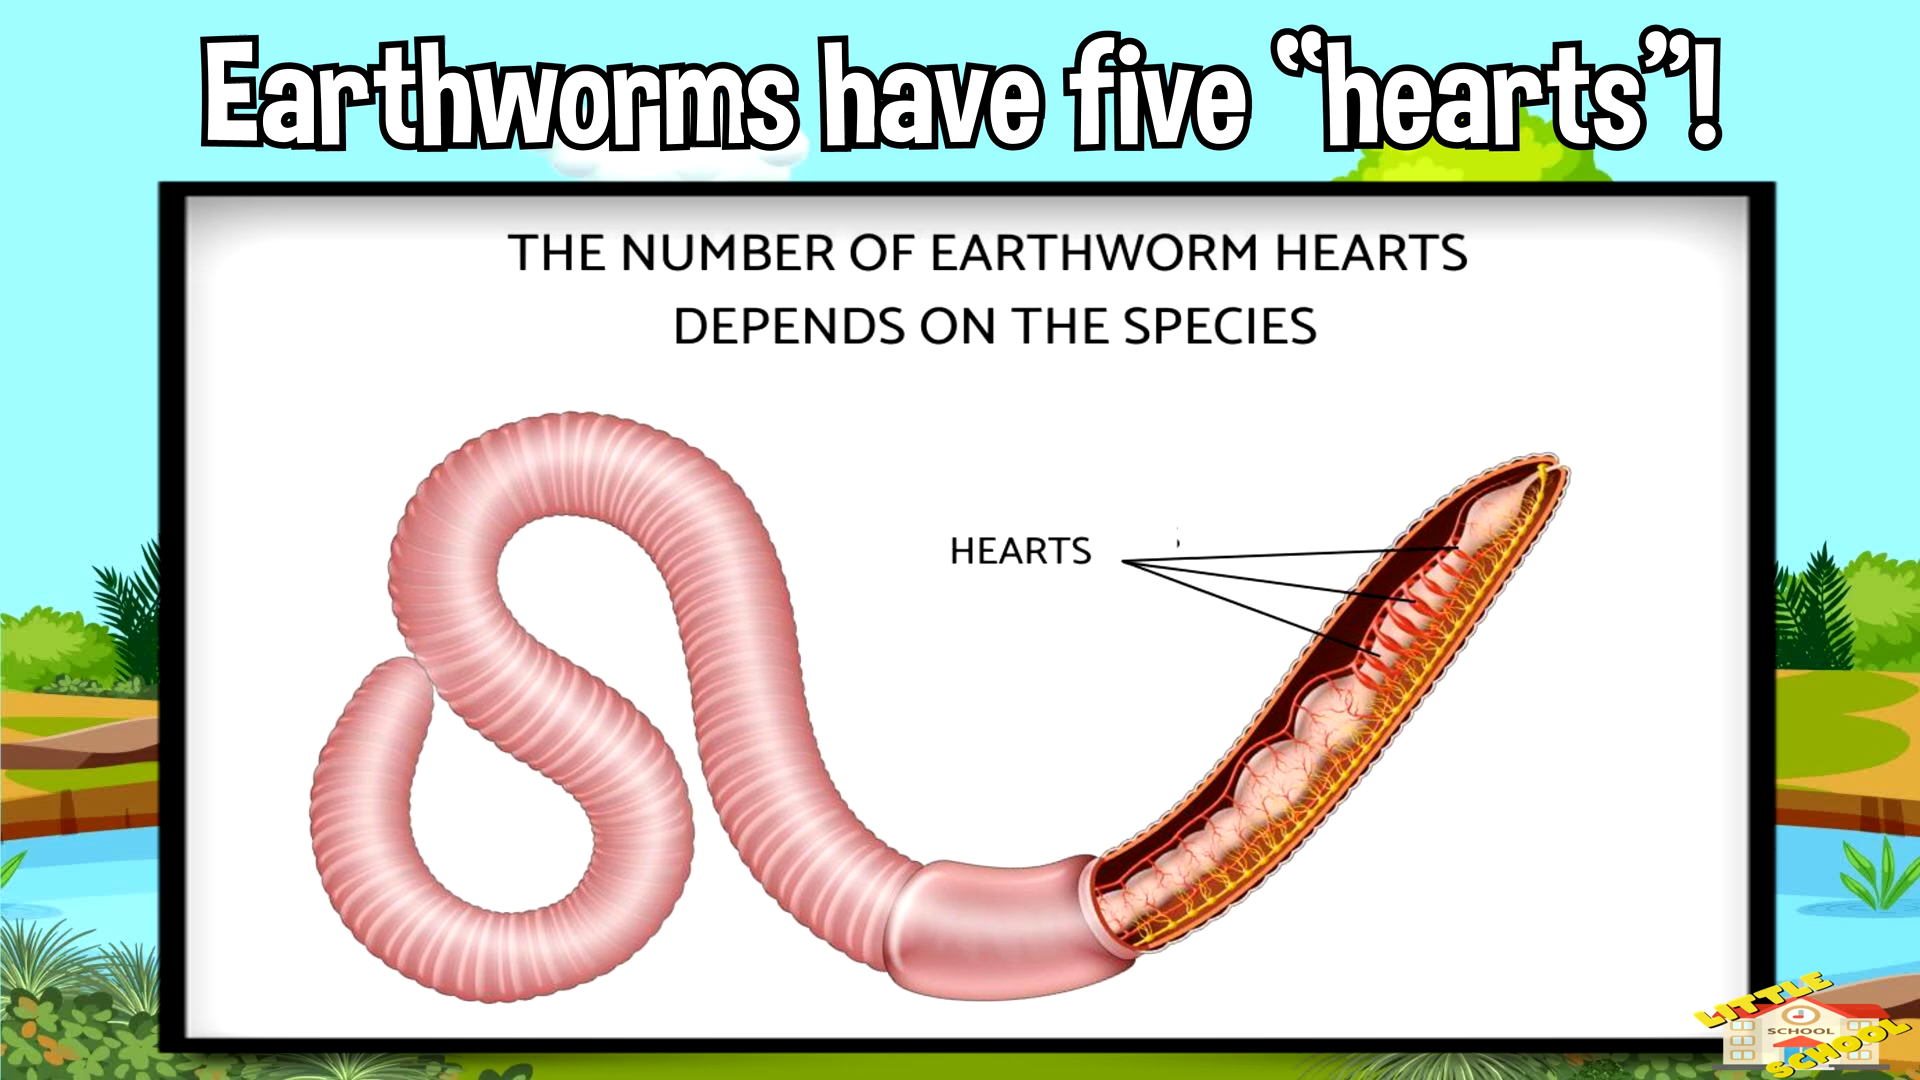 Earthworms have five “hearts”!
THE NUMBER OF EARTHWORM HEARTS
DEPENDS ON THE SPECIES
HEARTS
LITTLE
SCHOOL
SCHOOL